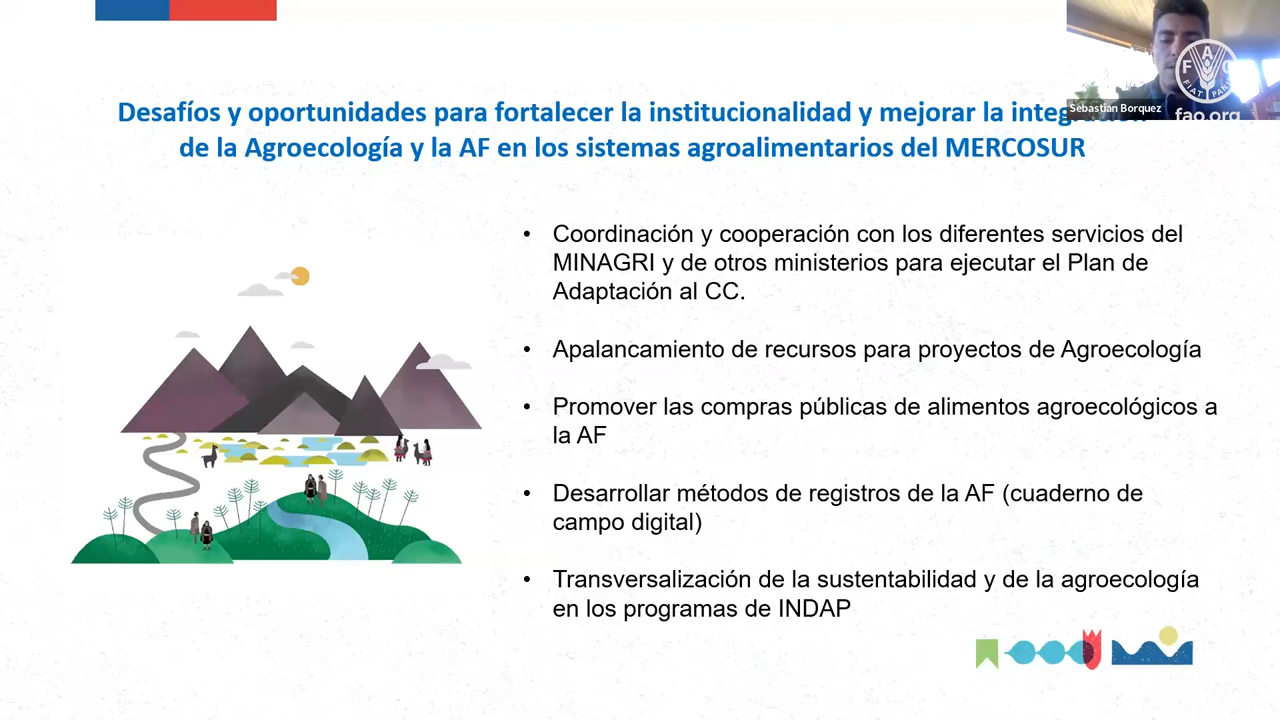 Desafíos y oportunidades para fortalecer la institucionalidad y mejorar la
de la Agroecología y la AF en los sistemas agroalimentarios del MERCOSUR
Sebastian Borquez
F A O
FIAT PANIS
fao.org
• Coordinación y cooperación con los diferentes servicios del
MINAGRI y de otros ministerios para ejecutar el Plan de
Adaptación al CC.
• Apalancamiento de recursos para proyectos de Agroecología
• Promover las compras públicas de alimentos agroecológicos a
la AF
• Desarrollar métodos de registros de la AF (cuaderno de
campo digital)
• Transversalización de la sustentabilidad y de la agroecología
en los programas de INDAP